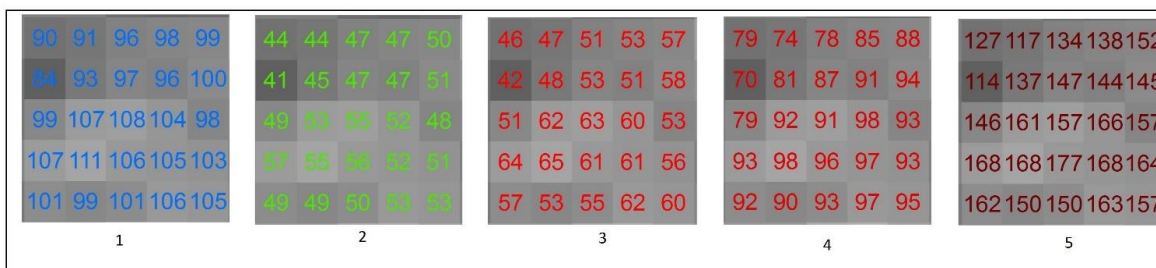 90 91 96 98 99
84 93 97 96 100
99 107 108 104 98
107 111 106 105 103
101 99 101 106 105
1
44 44 47 47 50
41 45 47 47 51
49 53 55 52 48
57 55 56 52 51
49 49 50 53 53
2
46 47 51 53 57
42 48 53 51 58
51 62 63 60 53
64 65 61 61 56
57 53 55 62 60
3
79 74 78 85 88
70 81 87 91 94
79 92 91 98 93
93 98 96 97 93
92 90 93 97 95
4
127 117 134 138 152
114 137 147 144 145
146 161 157 166 157
168 168 177 168 164
162 150 150 163 157
5